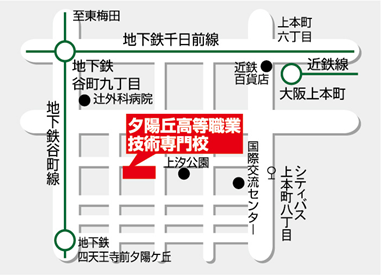 至東梅田
上本町
六丁目
地下鉄千日前線
地下鉄
谷町九丁目
近鉄
百貨店
近鉄線
大阪上本町
辻外科病院
地下鉄谷町線
夕陽丘高等職業
技術専門校
上汐公園
国際交流センター
シティバス
上本町八丁目
地下鉄
四天王寺前夕陽ケ丘